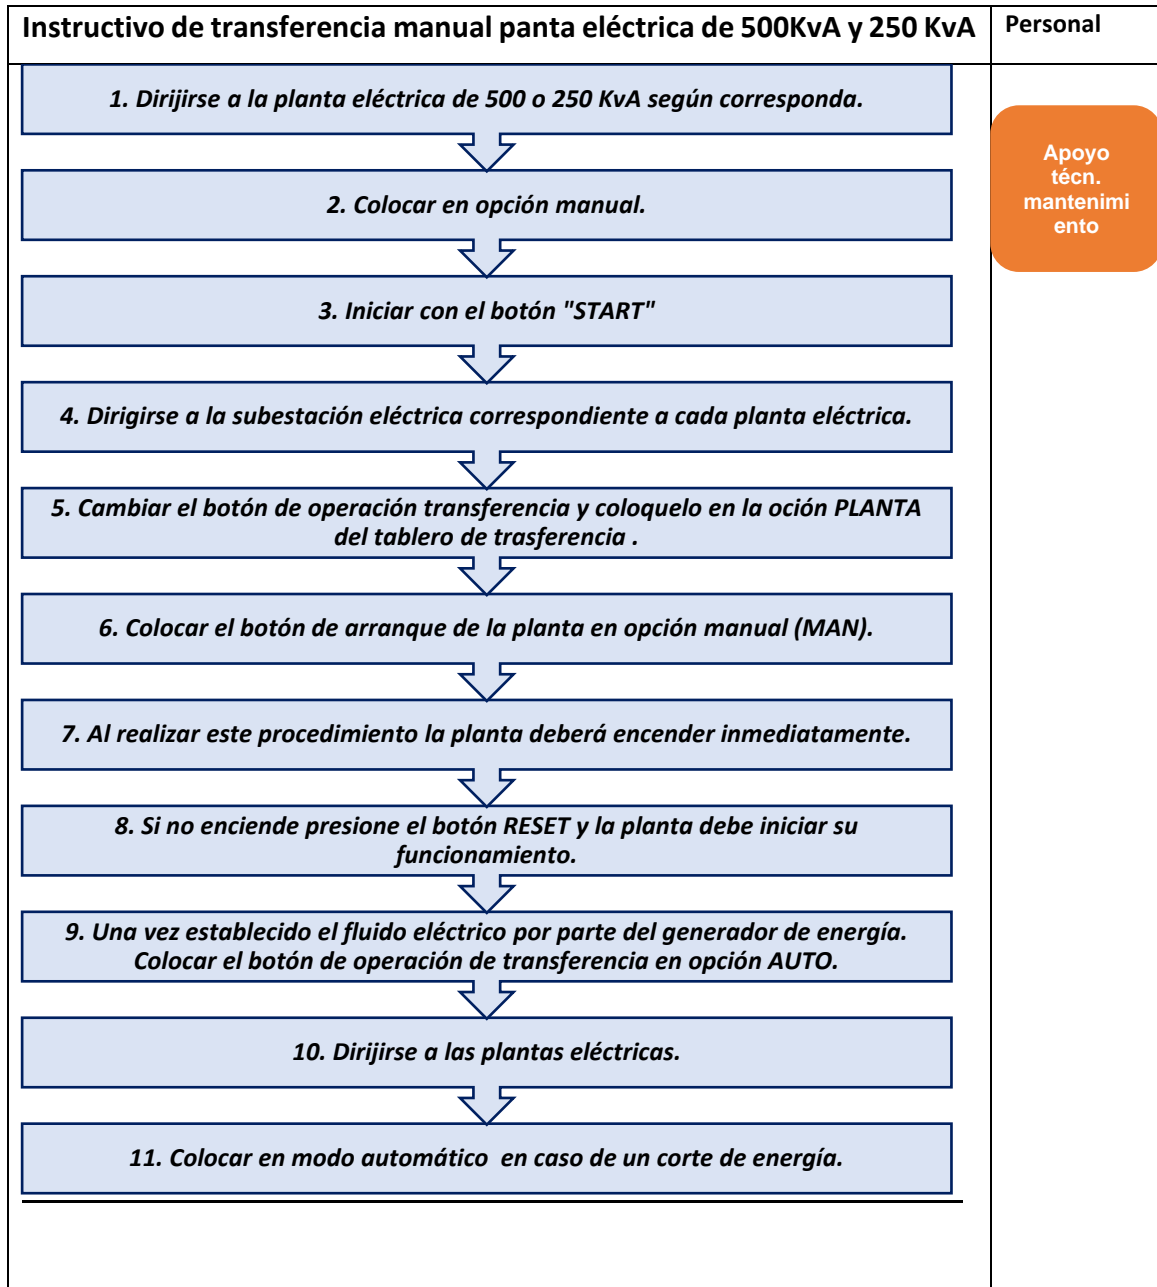 Instructivo de transferencia manual panta eléctrica de 500KvA y 250 KvA
Personal
1. Dirijirse a la planta eléctrica de 500 o 250 KvA según corresponda.
Apoyo
técn.
mantenimi
ento
2. Colocar en opción manual.
3. Iniciar con el botón "START"
4. Dirigirse a la subestación eléctrica correspondiente a cada planta eléctrica.
5. Cambiar el botón de operación transferencia y coloquelo en la oción PLANTA
del tablero de trasferencia .
6. Colocar el botón de arranque de la planta en opción manual (MAN).
7. Al realizar este procedimiento la planta deberá encender inmediatamente.
8. Si no enciende presione el botón RESET y la planta debe iniciar su
funcionamiento.
9. Una vez establecido el fluido eléctrico por parte del generador de energía.
Colocar el botón de operación de transferencia en opción AUTO.
10. Dirijirse a las plantas eléctricas.
11. Colocar en modo automático  en caso de un corte de energía.